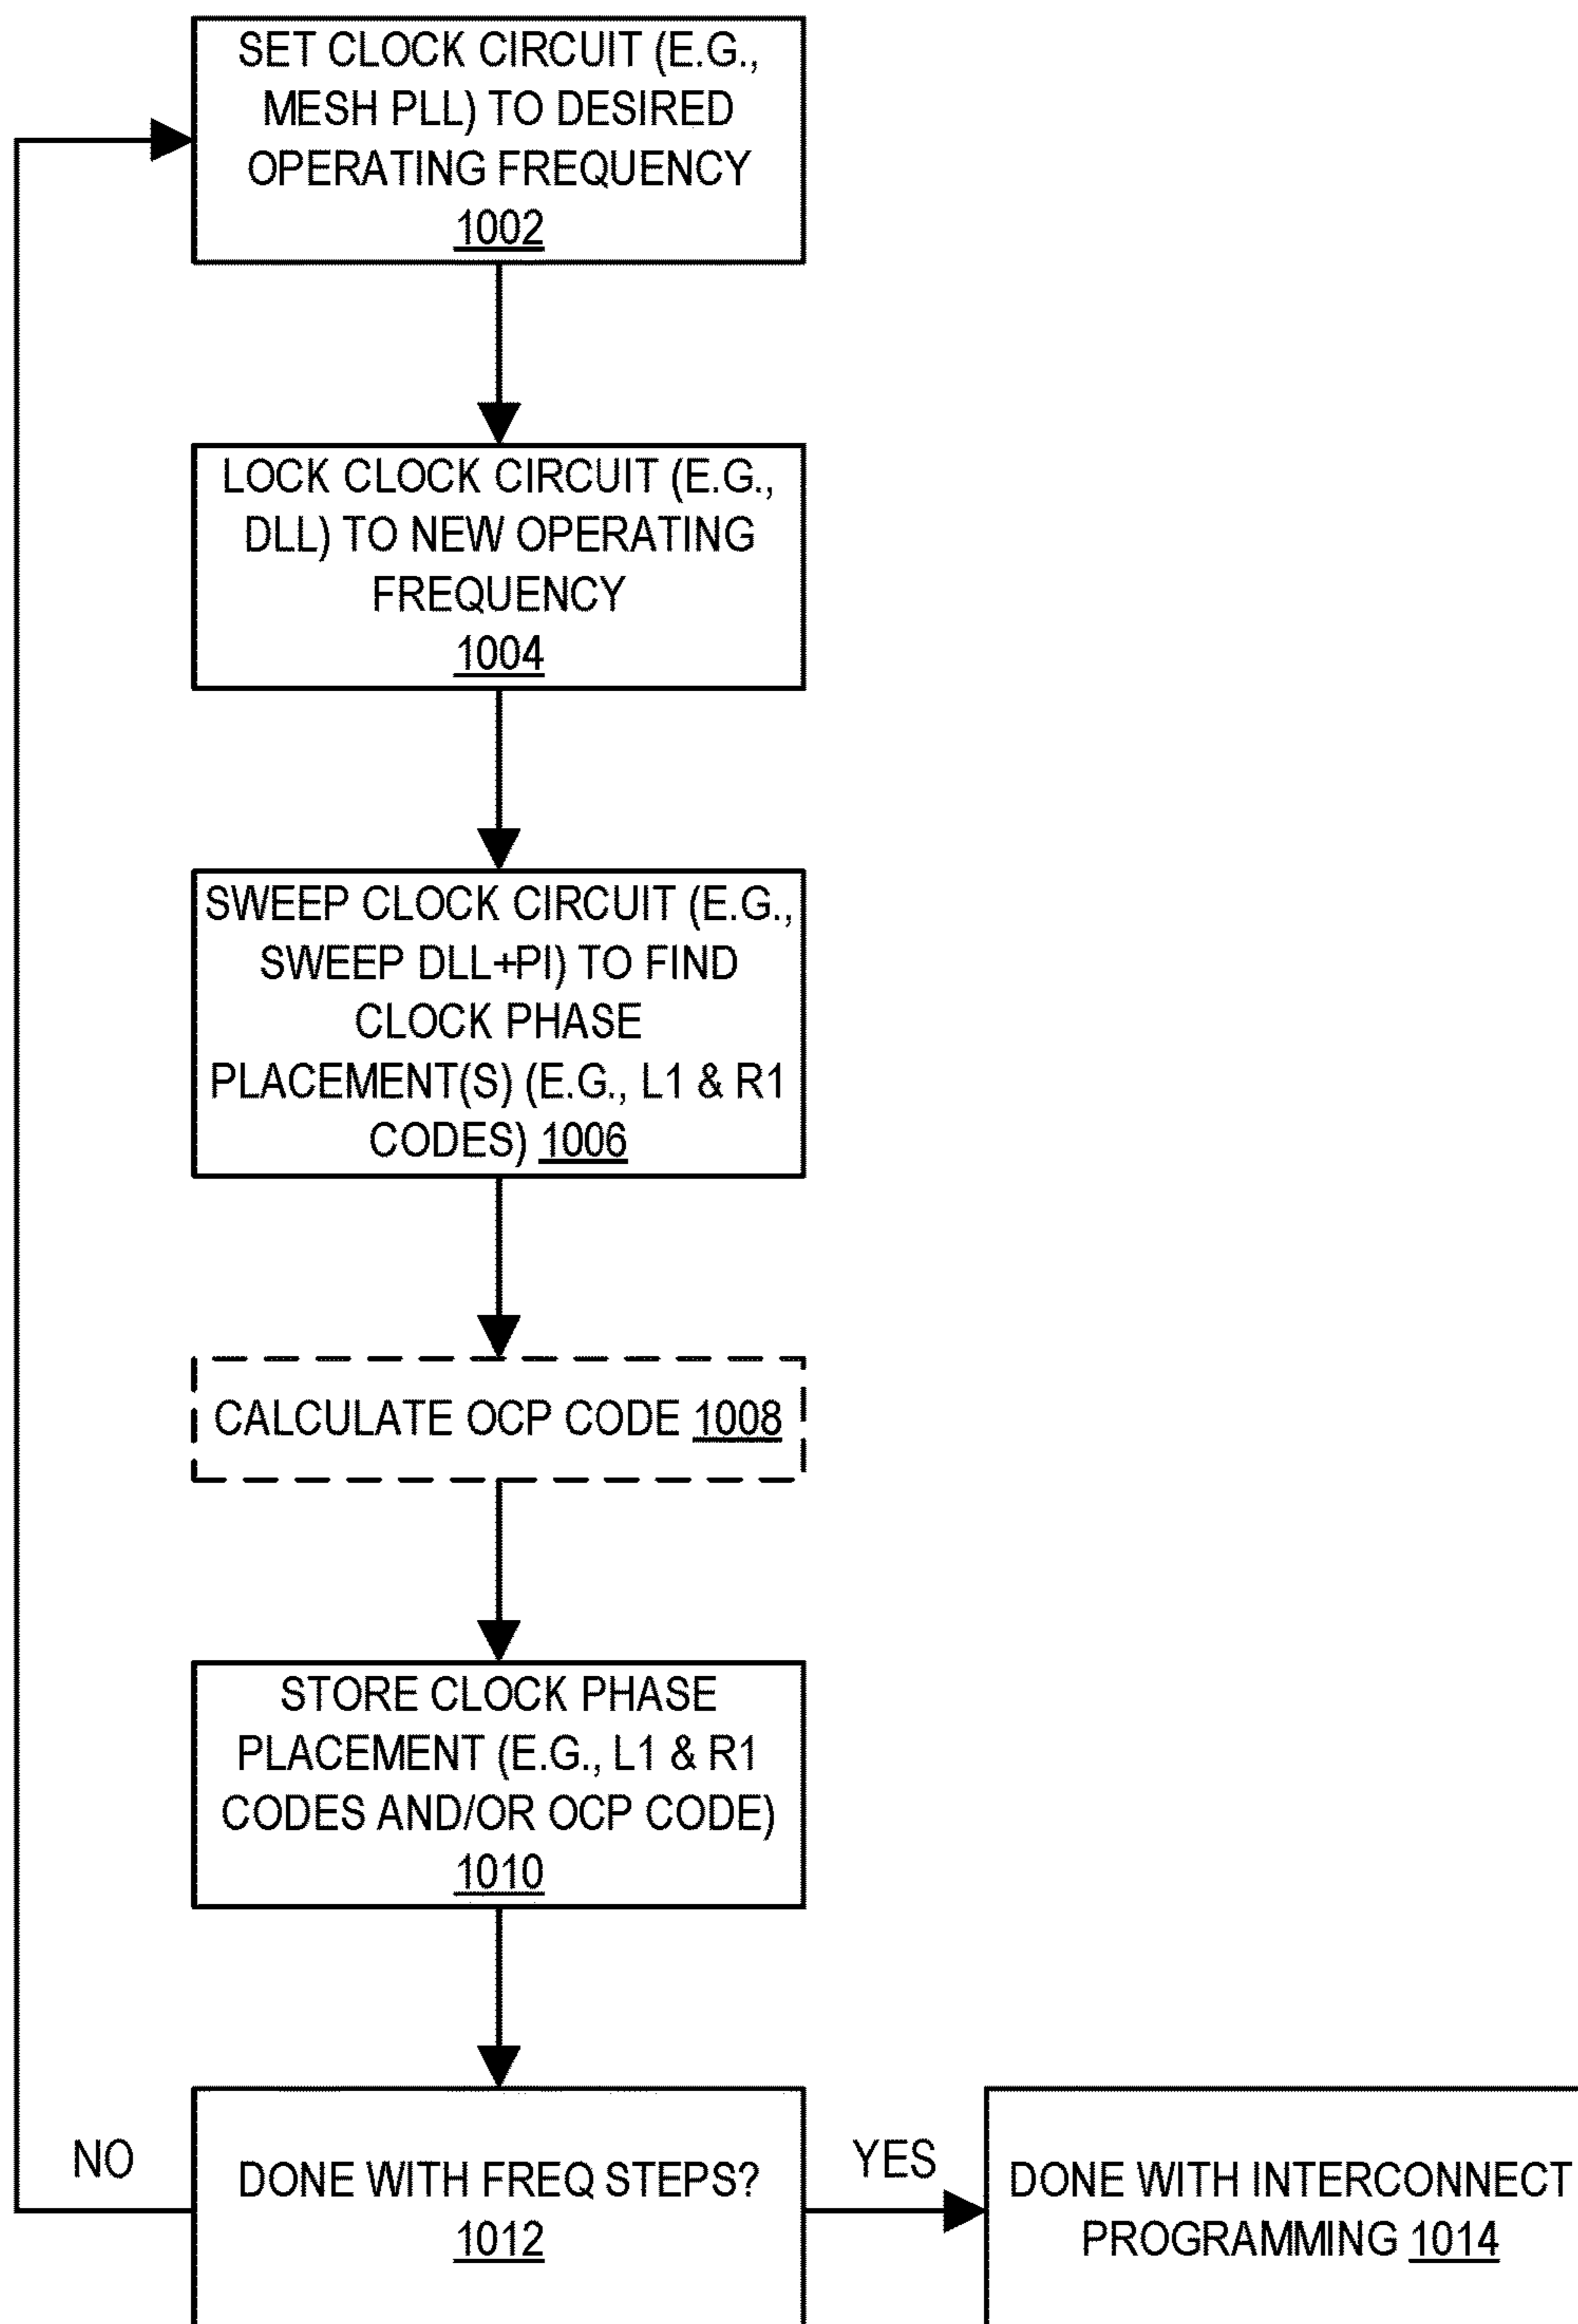 SET CLOCK CIRCUIT (E.G.,
MESH PLL) TO DESIRED
OPERATING FREQUENCY
1002
LOCK CLOCK CIRCUIT (E.G.,
DLL) TO NEW OPERATING
FREQUENCY
1004
SWEEP CLOCK CIRCUIT (E.G.,
SWEEP DLL+PI) TO FIND
CLOCK PHASE
PLACEMENT(S) (E.G., L1 & R1
CODES) 1006
CALCULATE OCP CODE 1008
STORE CLOCK PHASE
PLACEMENT (E.G., L1 & R1
CODES AND/OR OCP CODE)
1010
NO
DONE WITH FREQ STEPS?
1012
YES
DONE WITH INTERCONNECT
PROGRAMMING 1014